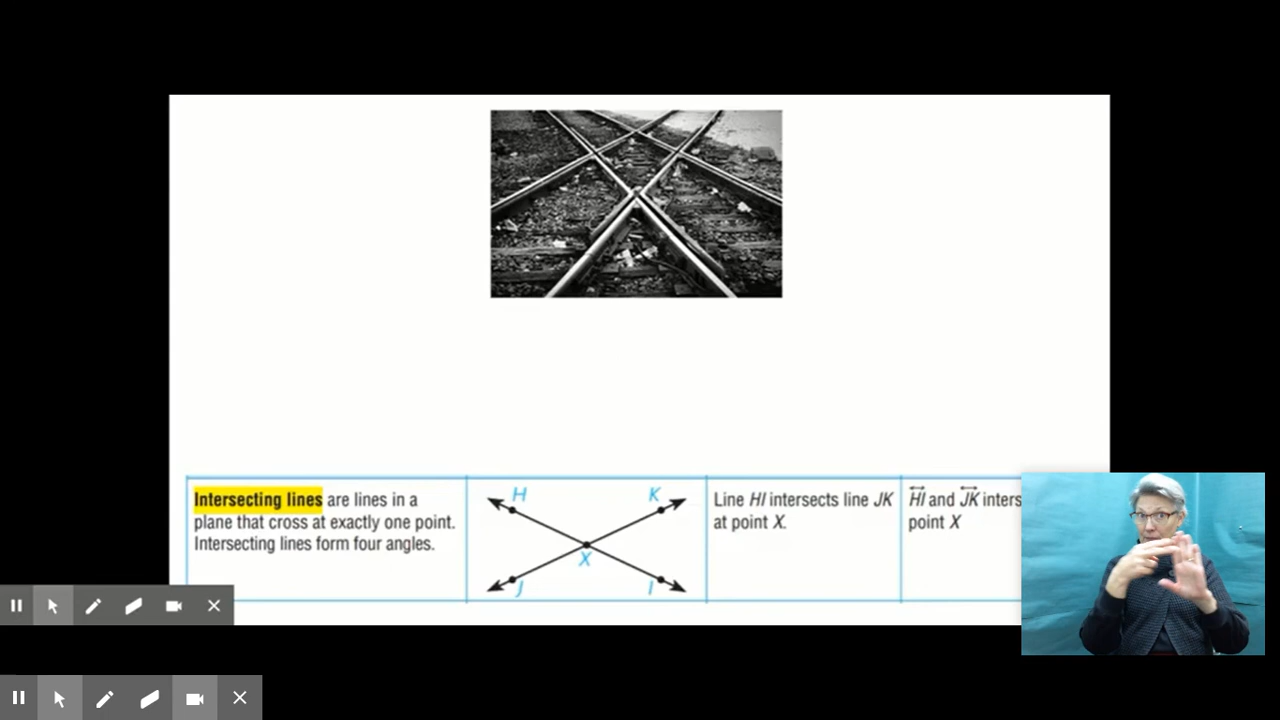 Intersecting lines are lines in a
plane that cross at exactly one point.
Intersecting lines form four angles.
H
K
X
J
I
Line HI intersects line JK
at point X.
HI and JK inters
point X